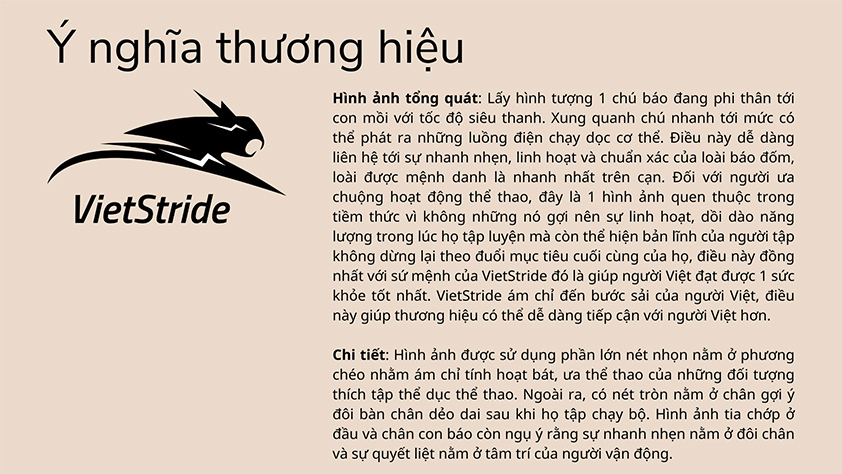 Ý nghĩa thương hiệu
VietStride
Hình ảnh tổng quát: Lấy hình tượng 1 chú báo đang phi thân tới
con mồi với tốc độ siêu thanh. Xung quanh chú nhanh tới mức có
thể phát ra những luồng điện chạy dọc cơ thể. Điều này dễ dàng
liên hệ tới sự nhanh nhẹn, linh hoạt và chuẩn xác của loài báo đốm,
loài được mệnh danh là nhanh nhất trên cạn. Đối với người ưa
chuộng hoạt động thể thao, đây là 1 hình ảnh quen thuộc trong
tiềm thức vì không những nó gợi nên sự linh hoạt, dồi dào năng
lượng trong lúc họ tập luyện mà còn thể hiện bản lĩnh của người tập
không dừng lại theo đuổi mục tiêu cuối cùng của họ, điều này đồng
nhất với sứ mệnh của VietStride đó là giúp người Việt đạt được 1 sức
khỏe tốt nhất. VietStride ám chỉ đến bước sải của người Việt, điều
này giúp thương hiệu có thể dễ dàng tiếp cận với người Việt hơn.
Chi tiết: Hình ảnh được sử dụng phần lớn nét nhọn nằm ở phương
chéo nhằm ám chỉ tính hoạt bát, ưa thể thao của những đối tượng
thích tập thể dục thể thao. Ngoài ra, có nét tròn nằm ở chân gợi ý
đôi bàn chân dẻo dai sau khi họ tập chạy bộ. Hình ảnh tia chớp ở
đầu và chân con báo còn ngụ ý rằng sự nhanh nhẹn nằm ở đôi chân
và sự quyết liệt nằm ở tâm trí của người vận động.